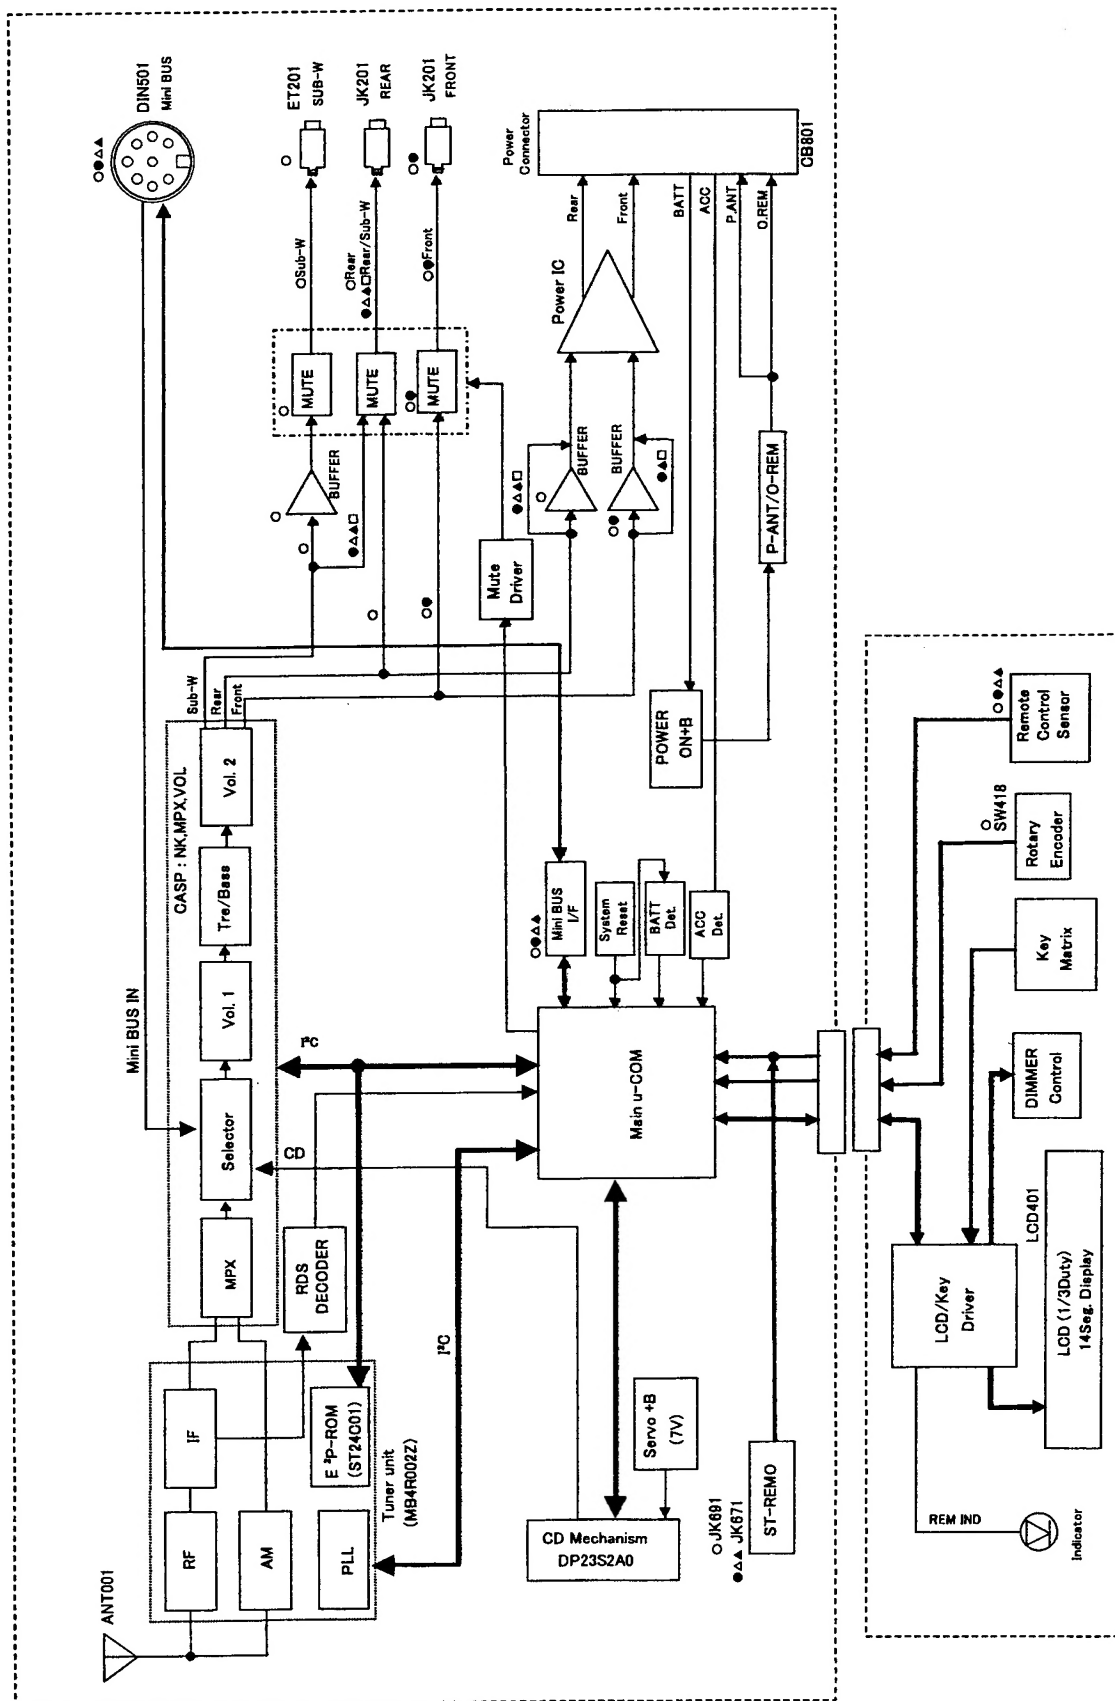 ANT001
RF
IF
AM
PLL
E²P-ROM
(ST24C01)
Tuner unit
(MB4R002Z)
RDS
DECODER
CASP : NK,MPX,VOL
MPX
Selector
Vol. 1
Tre/Bass
Vol. 2
Mini BUS IN
CD
I²C
I²C
Sub-W
Rear
Front
DIN501
Mini BUS
○●△▲
ET201
SUB-W
○
JK201
REAR
JK201
FRONT
○●
○Sub-W
○Rear
●△▲□Rear/Sub-W
○●Front
○
MUTE
MUTE
○●
MUTE
○
BUFFER
○
●△▲□
○
○●
Mute
Driver
●△▲□
○
BUFFER
○●
BUFFER
●▲□
Power IC
Rear
Front
BATT
ACC
P.ANT
O.REM
Power
Connector
CB801
P-ANT/O-REM
POWER
ON+B
○●△▲
Mini BUS
I/F
System
Reset
BATT
Det.
ACC
Det.
Main u-COM
CD Mechanism
DP23S2A0
Servo +B
(7V)
○ JK691
●△▲ JK671
ST-REMO
LCD/Key
Driver
LCD401
LCD (1/3Duty)
14Seg. Display
DIMMER
Control
Key
Matrix
○
SW418
Rotary
Encoder
○●△▲
Remote
Control
Sensor
REM IND
Indicator